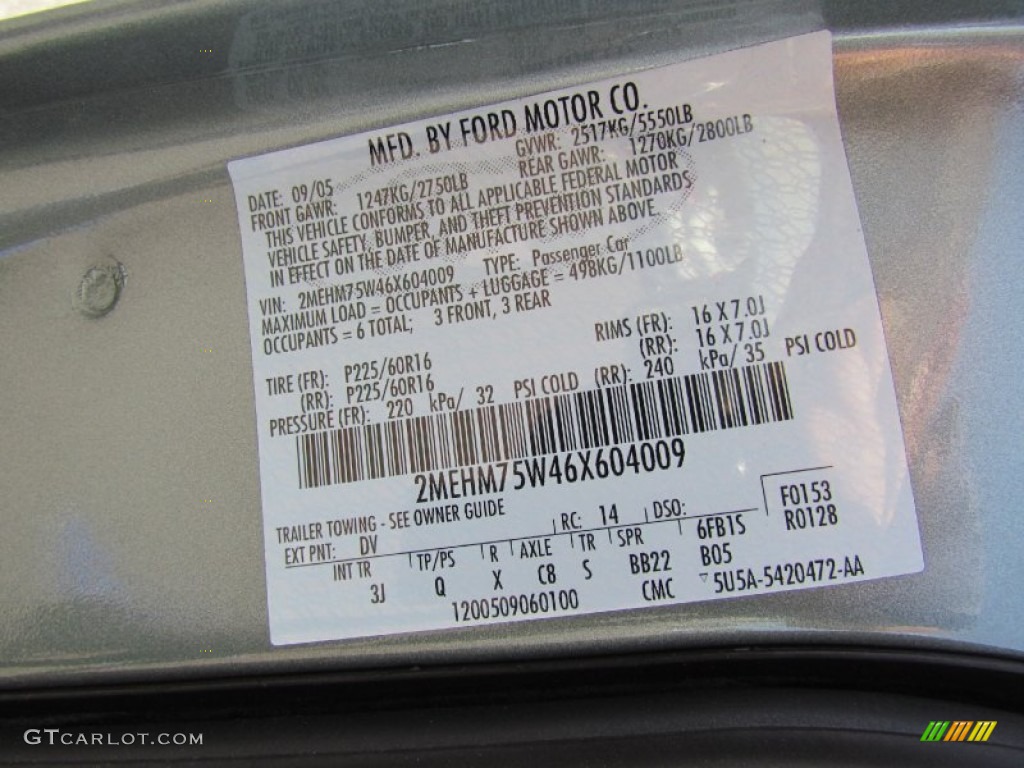 MFD. BY FORD MOTOR CO.
DATE: 09/05 GVWR: 2517KG/5550LB
FRONT GAWR: 1247KG/2750LB REAR GAWR: 1270KG/2800LB
THIS VEHICLE CONFORMS TO ALL APPLICABLE FEDERAL MOTOR
VEHICLE SAFETY, BUMPER, AND THEFT PREVENTION STANDARDS
IN EFFECT ON THE DATE OF MANUFACTURE SHOWN ABOVE.
VIN: 2MEHM75W46X604009 TYPE: Passenger Car
MAXIMUM LOAD = OCCUPANTS + LUGGAGE = 498KG/1100LB
OCCUPANTS = 6 TOTAL; 3 FRONT, 3 REAR
TIRE (FR): P225/60R16 RIMS (FR): 16 X 7.0J
(RR): P225/60R16 (RR): 16 X 7.0J
PRESSURE (FR): 220 kPa/ 32 PSI COLD (RR): 240 kPa/ 35 PSI COLD
2MEHM75W46X604009
TRAILER TOWING - SEE OWNER GUIDE
EXT PNT: DV RC: 14 DSO: F0153
INT TR TP/PS R AXLE TR SPR 6FB15 R0128
3J Q X C8 S BB22 B05
1200509060100 CMC 5U5A-5420472-AA
GTCARLOT.COM